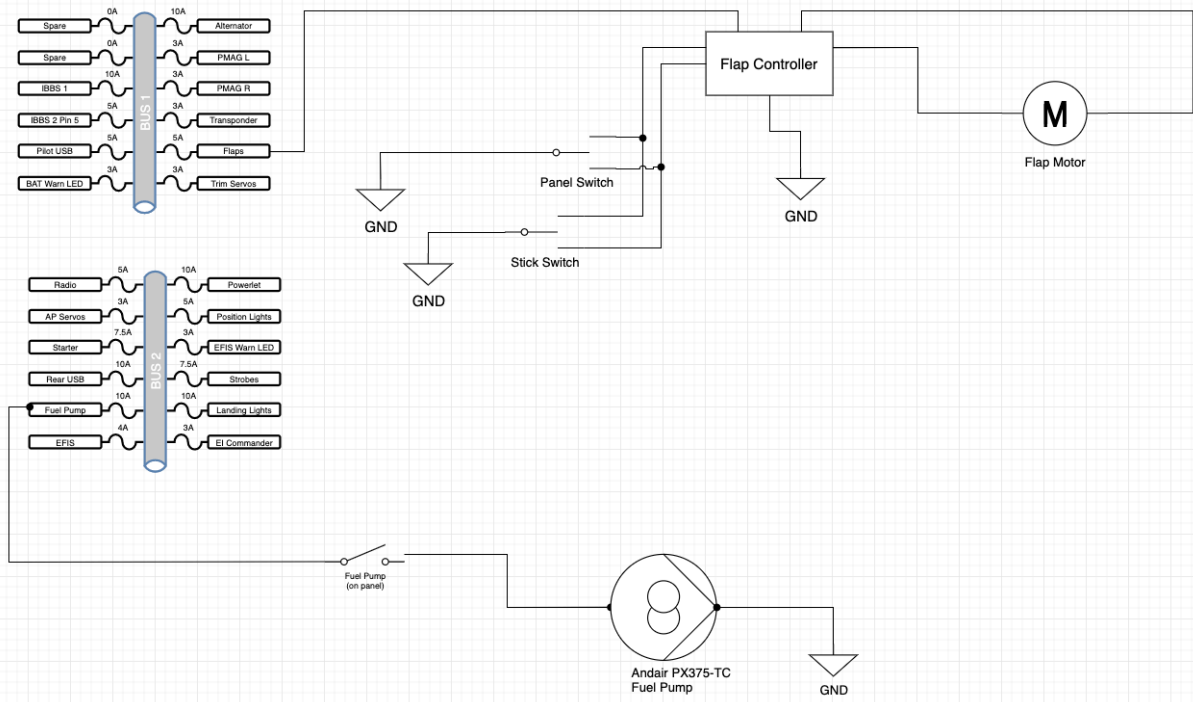 0A 10A
Spare Alternator
0A 3A
Spare PMAG L
10A 3A
IBBS 1 PMAG R
5A 3A
IBBS 2 Pin 5 Transponder
5A 5A
Pilot USB Flaps
3A 3A
BAT Warn LED Trim Servos
BUS 1
Flap Controller
M
Flap Motor
Panel Switch
GND
GND
Stick Switch
GND
5A 10A
Radio Powerlet
3A 5A
AP Servos Position Lights
7.5A 3A
Starter EFIS Warn LED
10A 7.5A
Rear USB Strobes
10A 10A
Fuel Pump Landing Lights
4A 3A
EFIS EI Commander
BUS 2
Fuel Pump
(on panel)
Andair PX375-TC
Fuel Pump
GND